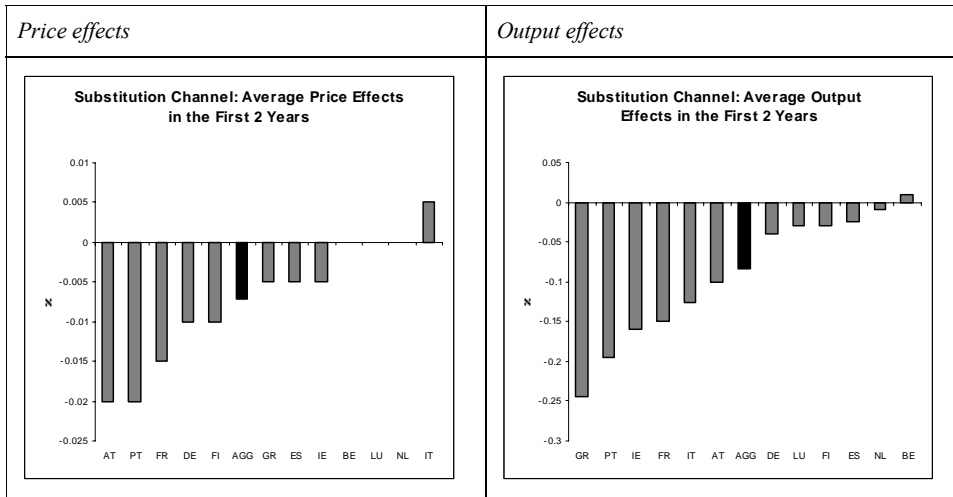 Price effects
Output effects
Substitution Channel: Average Price Effects
in the First 2 Years
0.01
0.005
0
-0.005
-0.01
-0.015
-0.02
-0.025
%
AT PT FR DE FI AGG GR ES IE BE LU NL IT
Substitution Channel: Average Output
Effects in the First 2 Years
0.05
0
-0.05
-0.1
-0.15
-0.2
-0.25
-0.3
%
GR PT IE FR IT AT AGG DE LU FI ES NL BE